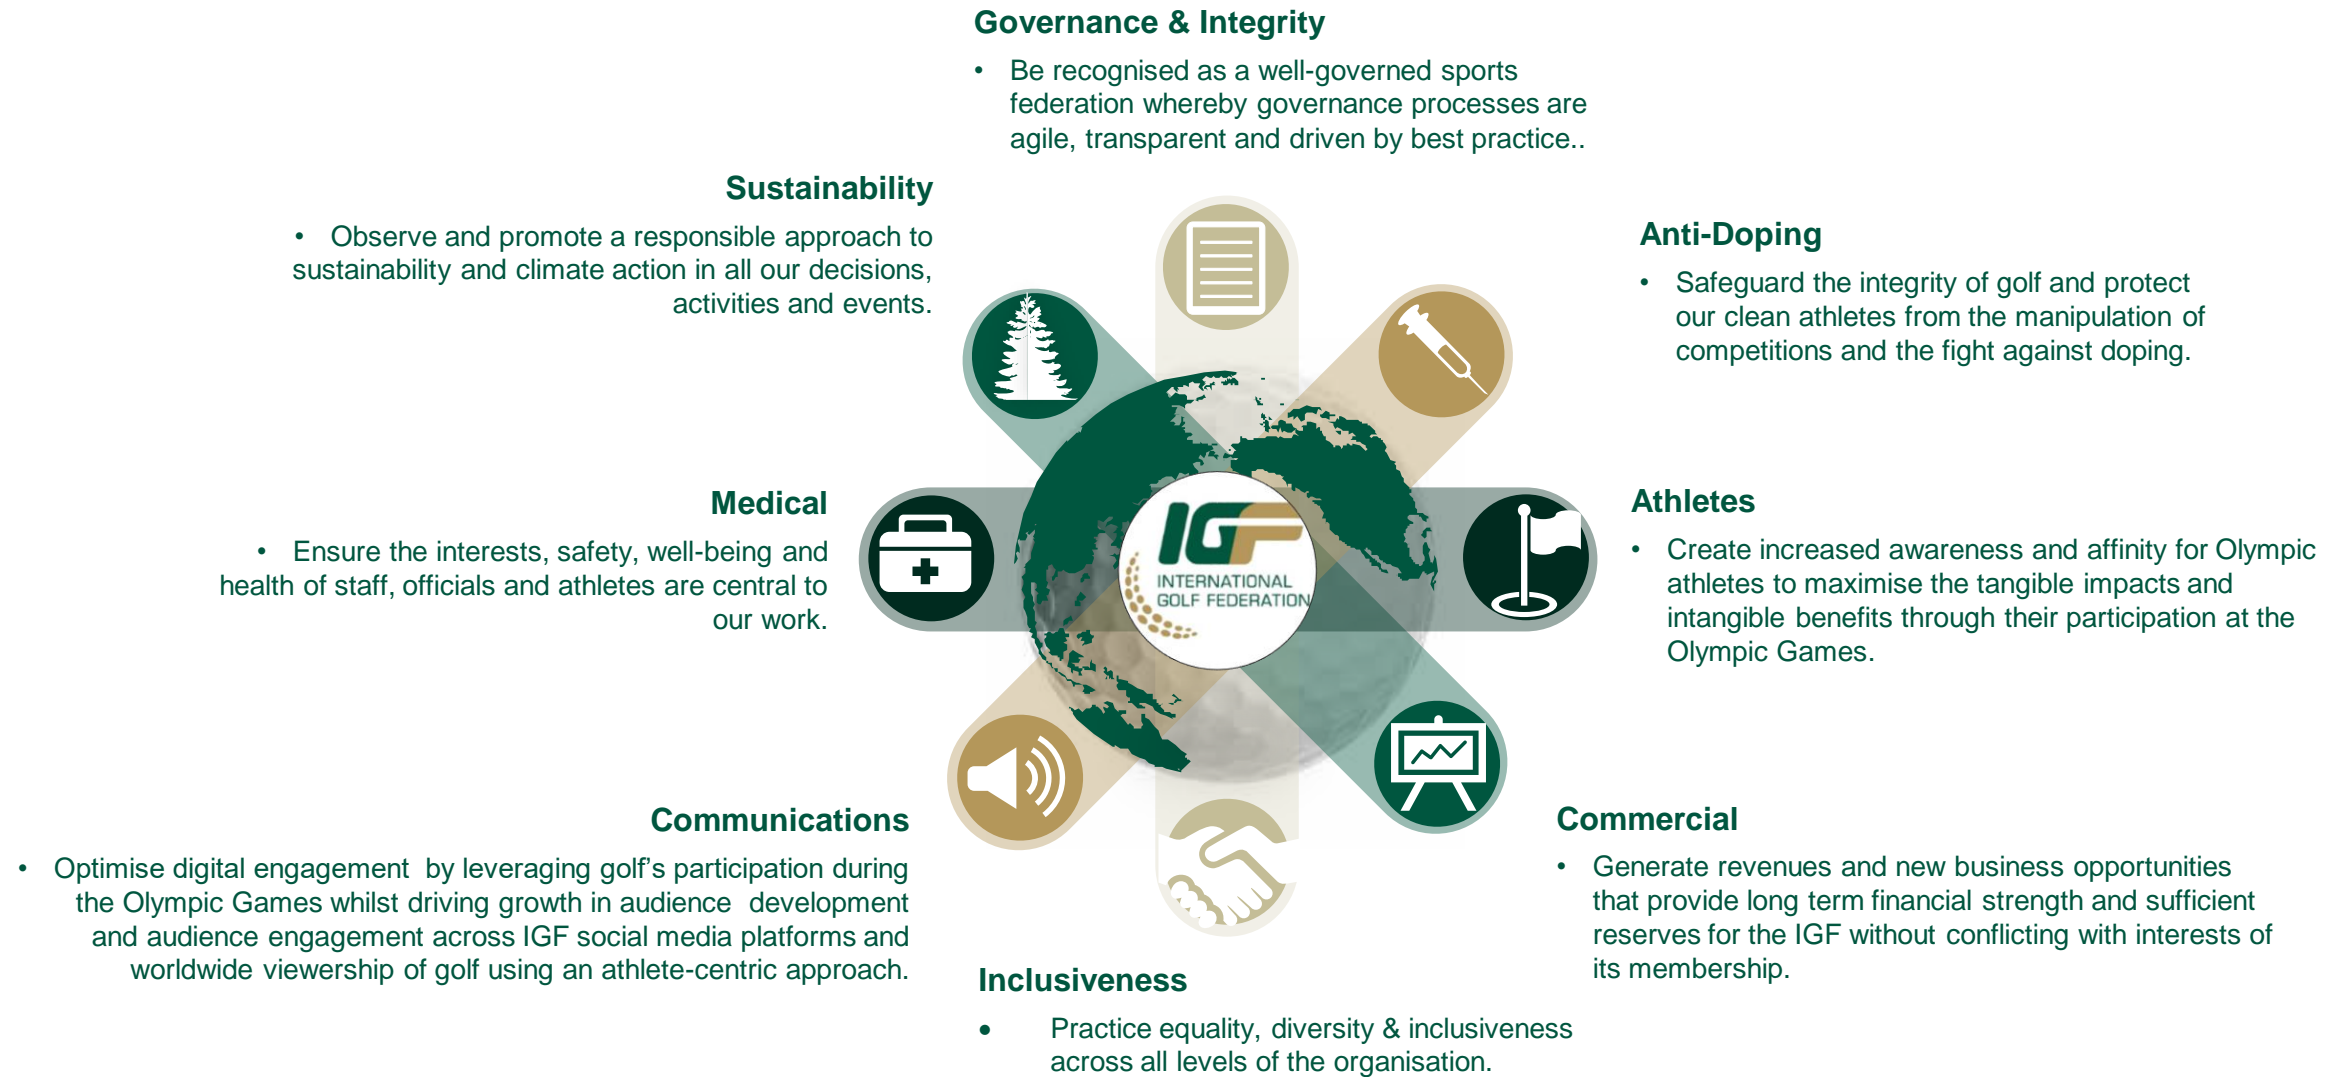 Governance & Integrity
• Be recognised as a well-governed sports
federation whereby governance processes are
agile, transparent and driven by best practice..
Sustainability
• Observe and promote a responsible approach to
sustainability and climate action in all our decisions,
activities and events.
Anti-Doping
• Safeguard the integrity of golf and protect
our clean athletes from the manipulation of
competitions and the fight against doping.
Medical
• Ensure the interests, safety, well-being and
health of staff, officials and athletes are central to
our work.
IGF
INTERNATIONAL
GOLF FEDERATION
Athletes
• Create increased awareness and affinity for Olympic
athletes to maximise the tangible impacts and
intangible benefits through their participation at the
Olympic Games.
Communications
• Optimise digital engagement by leveraging golf’s participation during
the Olympic Games whilst driving growth in audience development
and audience engagement across IGF social media platforms and
worldwide viewership of golf using an athlete-centric approach.
Commercial
• Generate revenues and new business opportunities
that provide long term financial strength and sufficient
reserves for the IGF without conflicting with interests of
its membership.
Inclusiveness
• Practice equality, diversity & inclusiveness
across all levels of the organisation.